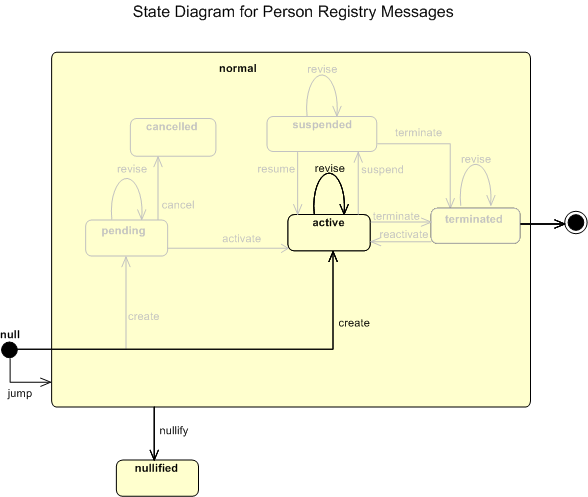 State Diagram for Person Registry Messages
normal
revise
cancelled
suspended
terminate
revise
resume
revise
suspend
revise
cancel
pending
activate
active
terminate
reactivate
terminated
create
create
null
jump
nullify
nullified